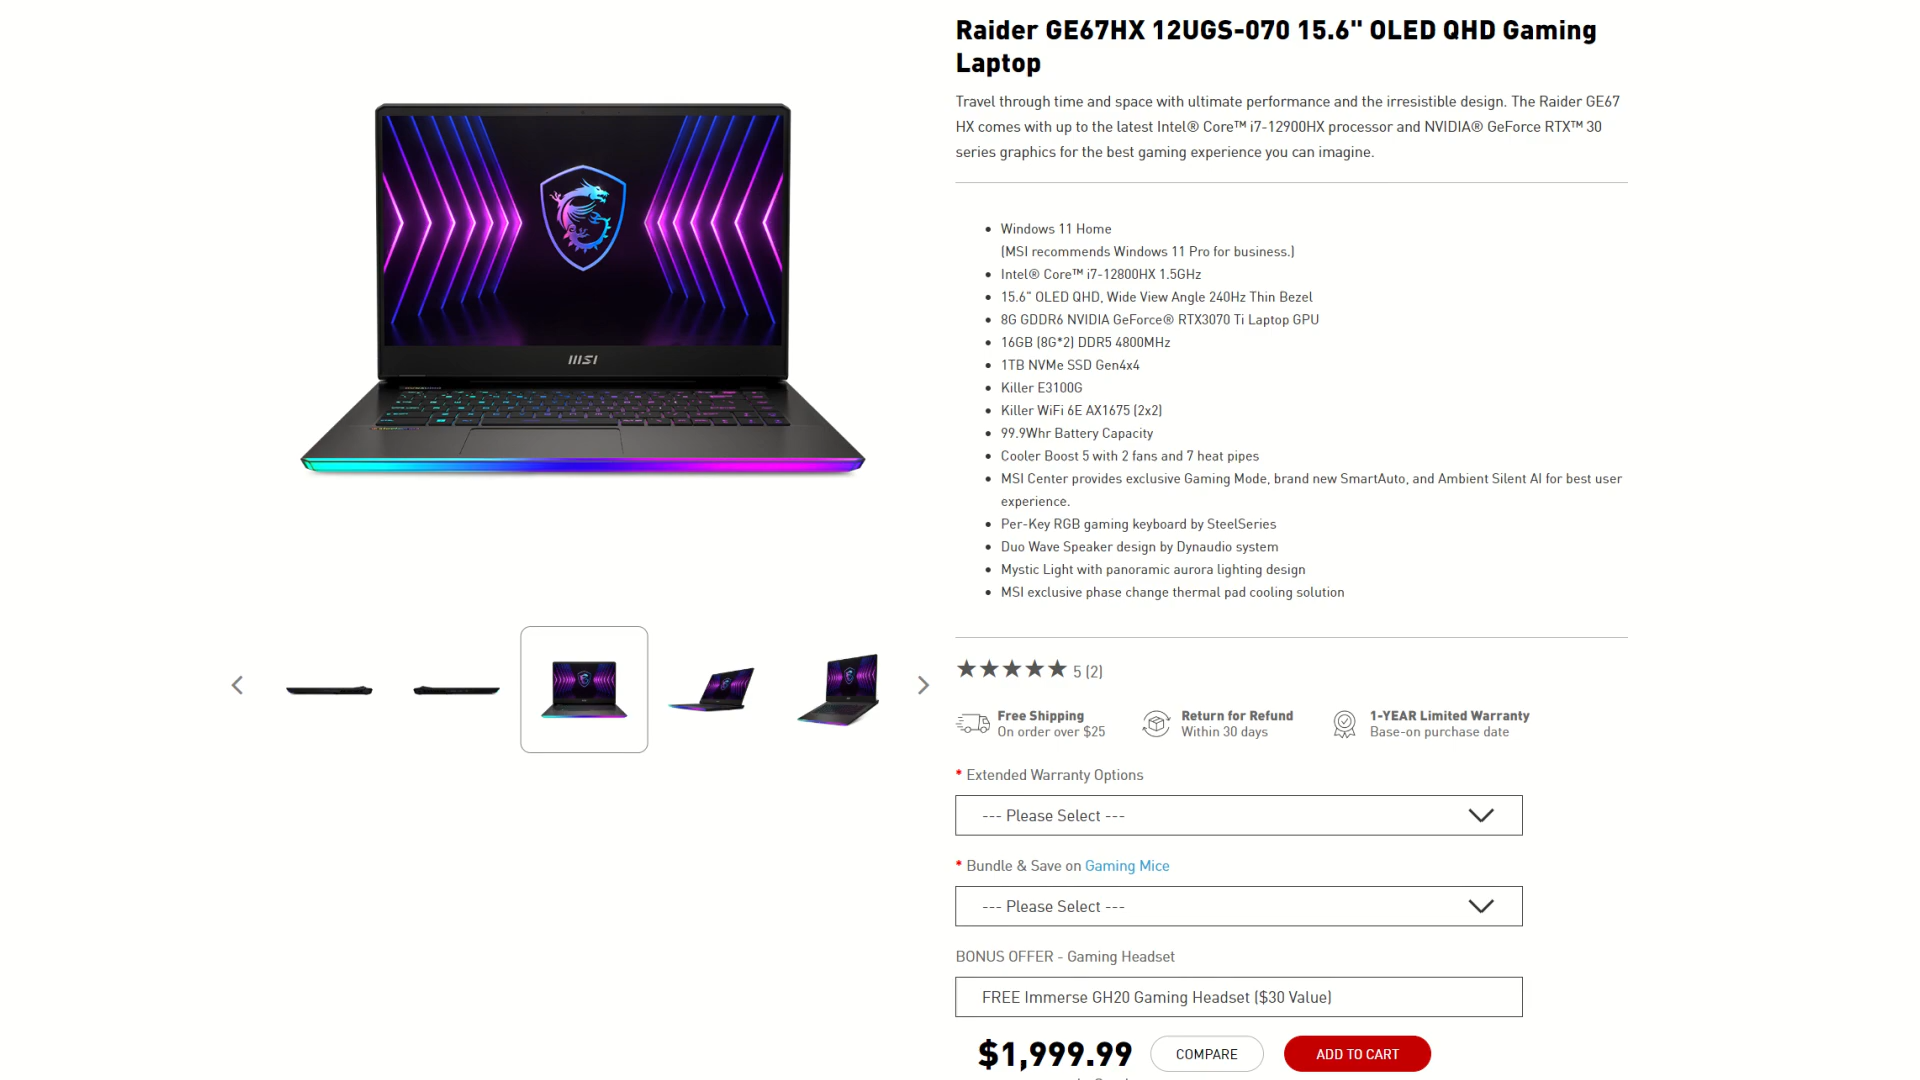 Raider GE67HX 12UGS-070 15.6" OLED QHD Gaming
Laptop
Travel through time and space with ultimate performance and the irresistible design. The Raider GE67
HX comes with up to the latest Intel® Core™ i7-12900HX processor and NVIDIA® GeForce RTX™ 30
series graphics for the best gaming experience you can imagine.
Windows 11 Home
(MSI recommends Windows 11 Pro for business.)
Intel® Core™ i7-12800HX 1.5GHz
15.6" OLED QHD, Wide View Angle 240Hz Thin Bezel
8G GDDR6 NVIDIA GeForce® RTX3070 Ti Laptop GPU
16GB (8G*2) DDR5 4800MHz
1TB NVMe SSD Gen4x4
Killer E3100G
Killer WiFi 6E AX1675 (2x2)
99.9Whr Battery Capacity
Cooler Boost 5 with 2 fans and 7 heat pipes
MSI Center provides exclusive Gaming Mode, brand new SmartAuto, and Ambient Silent AI for best user
experience.
Per-Key RGB gaming keyboard by SteelSeries
Duo Wave Speaker design by Dynaudio system
Mystic Light with panoramic aurora lighting design
MSI exclusive phase change thermal pad cooling solution
msi
5 (2)
Free Shipping
On order over $25
Return for Refund
Within 30 days
1-YEAR Limited Warranty
Base-on purchase date
* Extended Warranty Options
--- Please Select ---
* Bundle & Save on Gaming Mice
--- Please Select ---
BONUS OFFER - Gaming Headset
FREE Immerse GH20 Gaming Headset ($30 Value)
$1,999.99
COMPARE
ADD TO CART